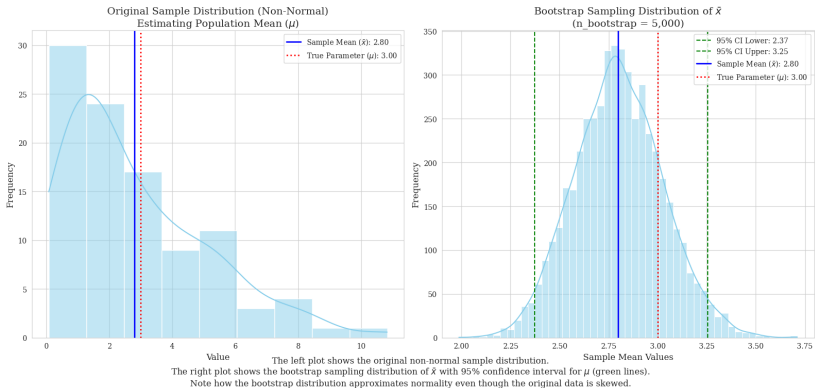 Original Sample Distribution (Non-Normal)
Estimating Population Mean (μ)
Sample Mean (x̄): 2.80
True Parameter (μ): 3.00
Frequency
30
25
20
15
10
5
0
0 2 4 6 8 10
Value
Bootstrap Sampling Distribution of x̄
(n_bootstrap = 5,000)
95% CI Lower: 2.37
95% CI Upper: 3.25
Sample Mean (x̄): 2.80
True Parameter (μ): 3.00
Frequency
350
300
250
200
150
100
50
0
2.00 2.25 2.50 2.75 3.00 3.25 3.50 3.75
Sample Mean Values
The left plot shows the original non-normal sample distribution.
The right plot shows the bootstrap sampling distribution of x̄ with 95% confidence interval for μ (green lines).
Note how the bootstrap distribution approximates normality even though the original data is skewed.